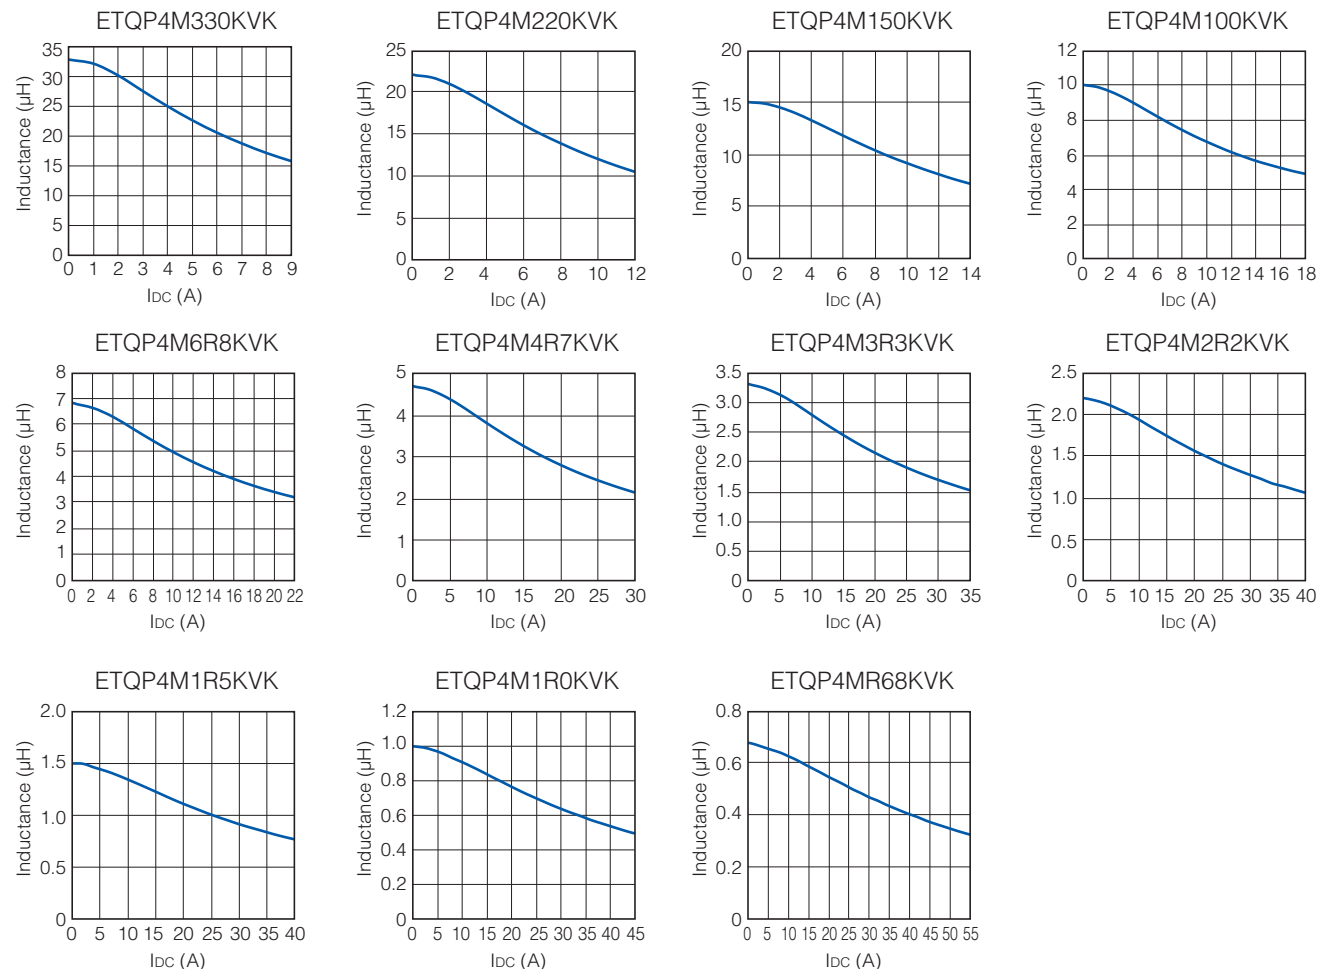 ETQP4M330KVK
Inductance (µH)
35
30
25
20
15
10
5
0
0 1 2 3 4 5 6 7 8 9
IDC (A)
ETQP4M220KVK
Inductance (µH)
25
20
15
10
5
0
0 2 4 6 8 10 12
IDC (A)
ETQP4M150KVK
Inductance (µH)
20
15
10
5
0
0 2 4 6 8 10 12 14
IDC (A)
ETQP4M100KVK
Inductance (µH)
12
10
8
6
4
2
0
0 2 4 6 8 10 12 14 16 18
IDC (A)
ETQP4M6R8KVK
Inductance (µH)
8
7
6
5
4
3
2
1
0
0 2 4 6 8 10 12 14 16 18 20 22
IDC (A)
ETQP4M4R7KVK
Inductance (µH)
5
4
3
2
1
0
0 5 10 15 20 25 30
IDC (A)
ETQP4M3R3KVK
Inductance (µH)
3.5
3.0
2.5
2.0
1.5
1.0
0.5
0
0 5 10 15 20 25 30 35
IDC (A)
ETQP4M2R2KVK
Inductance (µH)
2.5
2.0
1.5
1.0
0.5
0
0 5 10 15 20 25 30 35 40
IDC (A)
ETQP4M1R5KVK
Inductance (µH)
2.0
1.5
1.0
0.5
0
0 5 10 15 20 25 30 35 40
IDC (A)
ETQP4M1R0KVK
Inductance (µH)
1.2
1.0
0.8
0.6
0.4
0.2
0
0 5 10 15 20 25 30 35 40 45
IDC (A)
ETQP4MR68KVK
Inductance (µH)
0.8
0.6
0.4
0.2
0
0 5 10 15 20 25 30 35 40 45 50 55
IDC (A)